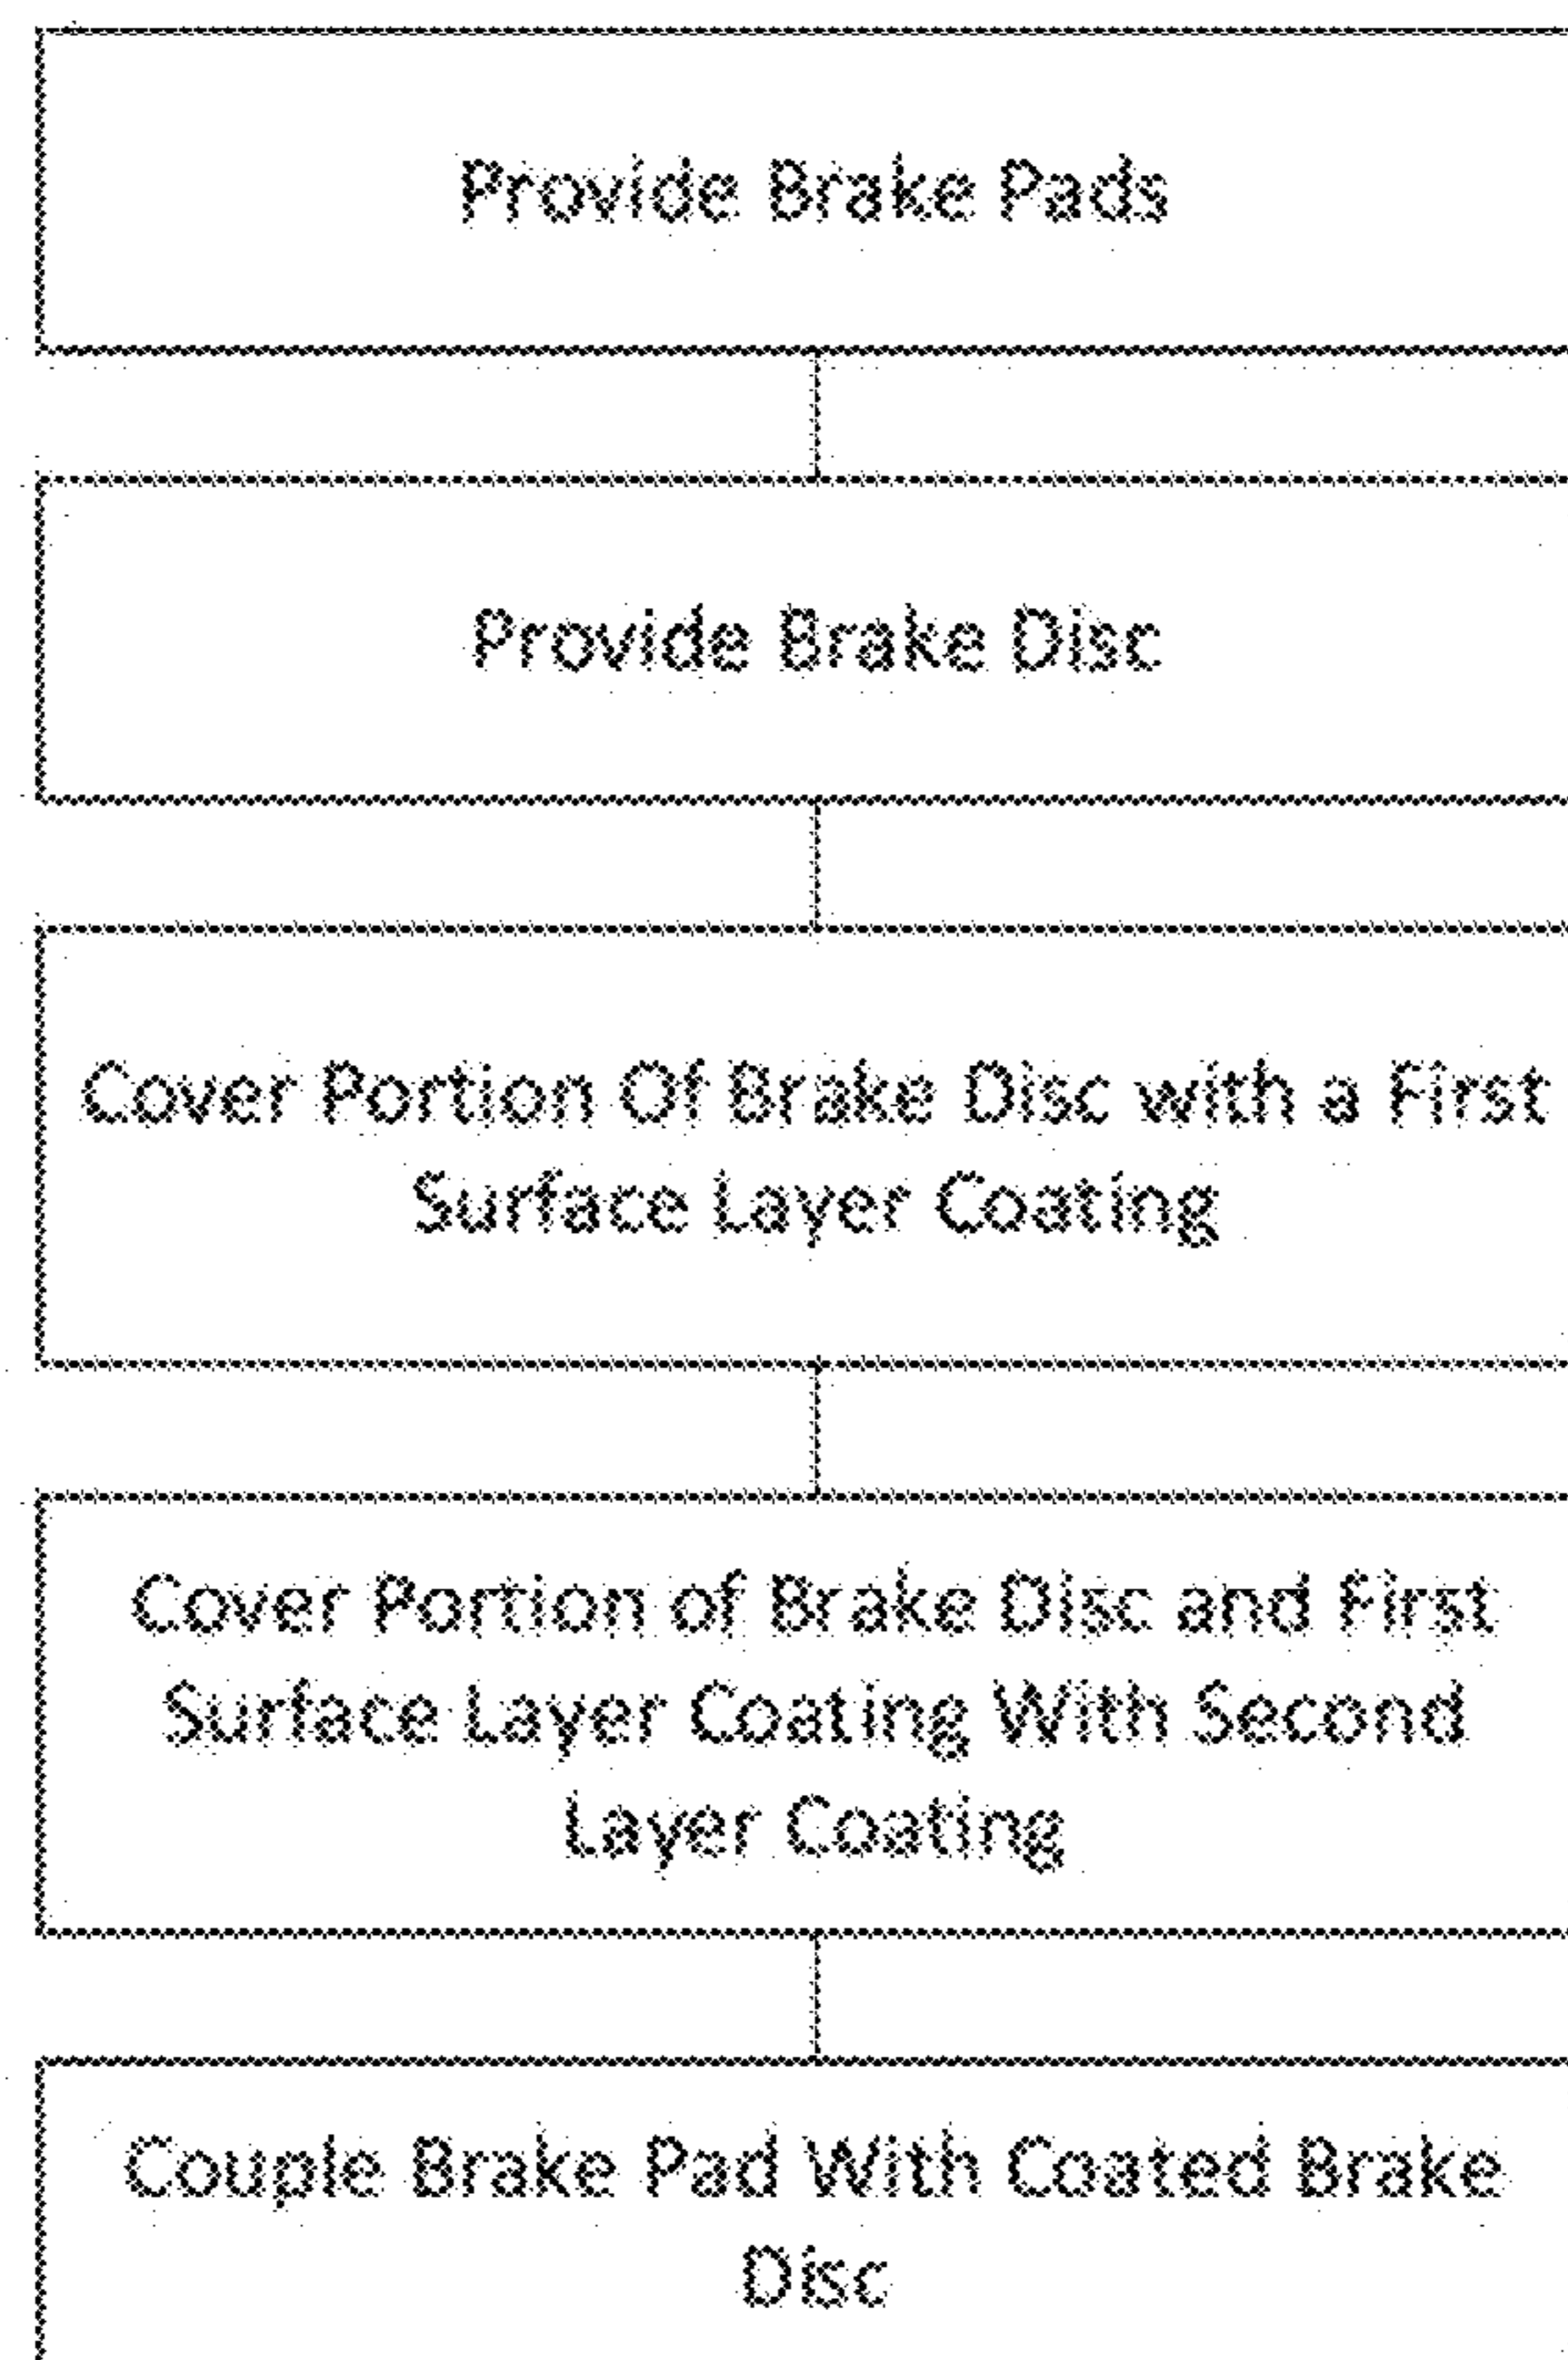 Provide Brake Pads
Provide Brake Disc
Cover Portion Of Brake Disc with a First
Surface Layer Coating
Cover Portion of Brake Disc and First
Surface Layer Coating With Second
Layer Coating
Couple Brake Pad With Coated Brake
Disc